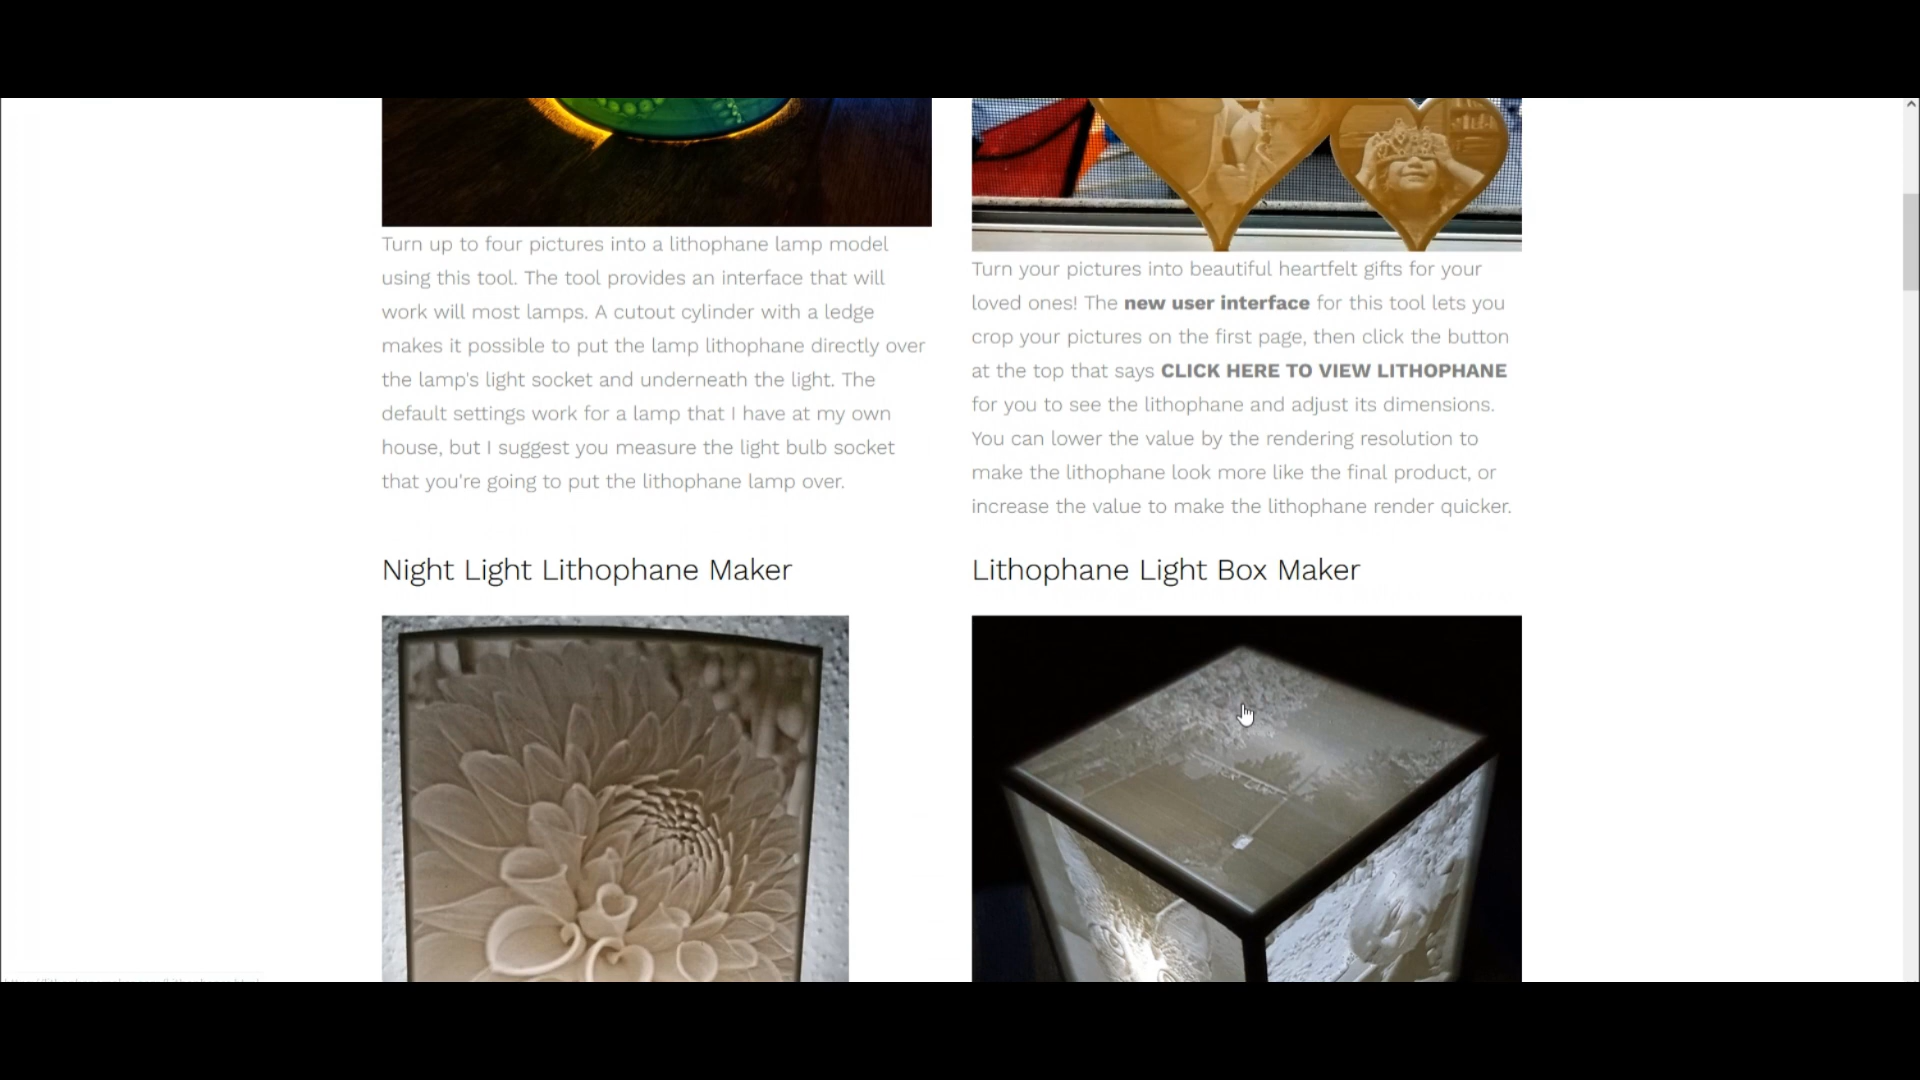 Turn up to four pictures into a lithophane lamp model
using this tool. The tool provides an interface that will
work will most lamps. A cutout cylinder with a ledge
makes it possible to put the lamp lithophane directly over
the lamp's light socket and underneath the light. The
default settings work for a lamp that I have at my own
house, but I suggest you measure the light bulb socket
that you're going to put the lithophane lamp over.
Turn your pictures into beautiful heartfelt gifts for your
loved ones! The new user interface for this tool lets you
crop your pictures on the first page, then click the button
at the top that says CLICK HERE TO VIEW LITHOPHANE
for you to see the lithophane and adjust its dimensions.
You can lower the value by the rendering resolution to
make the lithophane look more like the final product, or
increase the value to make the lithophane render quicker.
Night Light Lithophane Maker
Lithophane Light Box Maker